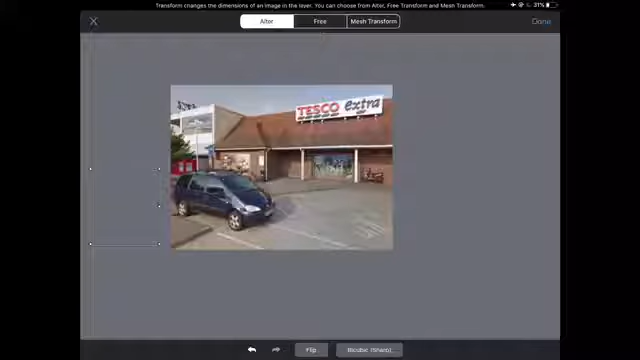 Transform changes the dimensions of an image in the layer. You can choose from Alter, Free Transform and Mesh Transform.
31%
Alter
Free
Mesh Transform
Done
TESCO extra
Flip
Bicubic (Sharp)